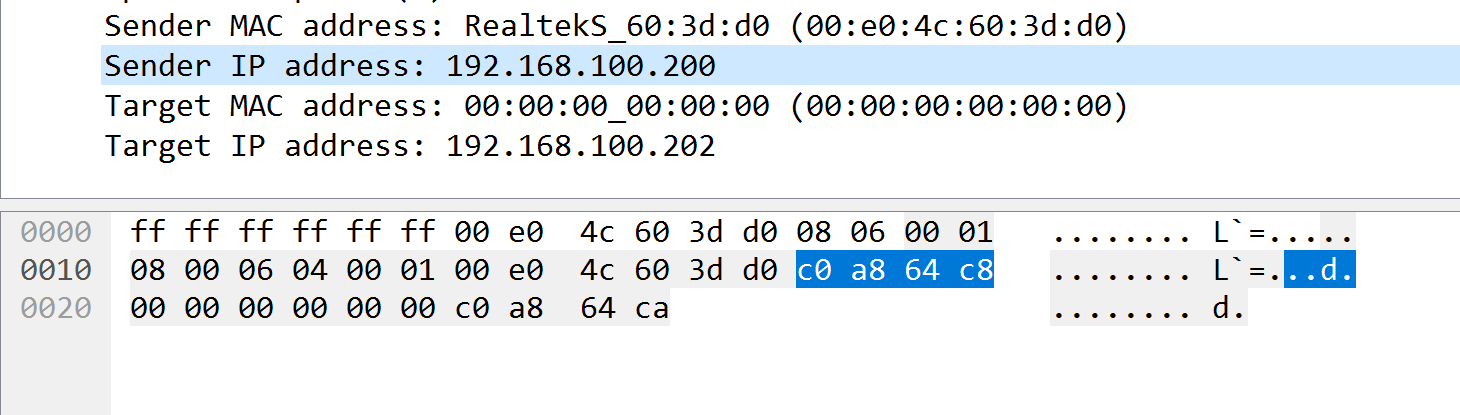 Sender MAC address: RealtekS_60:3d:d0 (00:e0:4c:60:3d:d0)
Sender IP address: 192.168.100.200
Target MAC address: 00:00:00_00:00:00 (00:00:00:00:00:00)
Target IP address: 192.168.100.202
0000 ff ff ff ff ff ff 00 e0 4c 60 3d d0 08 06 00 01 ........ L`=.....
0010 08 00 06 04 00 01 00 e0 4c 60 3d d0 c0 a8 64 c8 ........ L`=...d.
0020 00 00 00 00 00 00 c0 a8 64 ca ........ d.